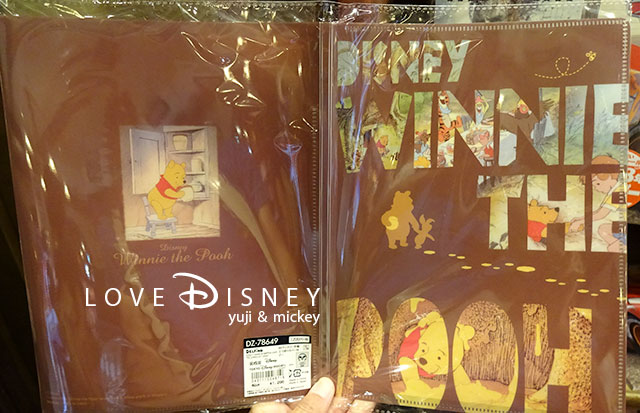 DISNEY
WINNIE
THE
POOH
Disney
Winnie the Pooh
LOVE DISNEY
yuji & mickey
DZ-78649